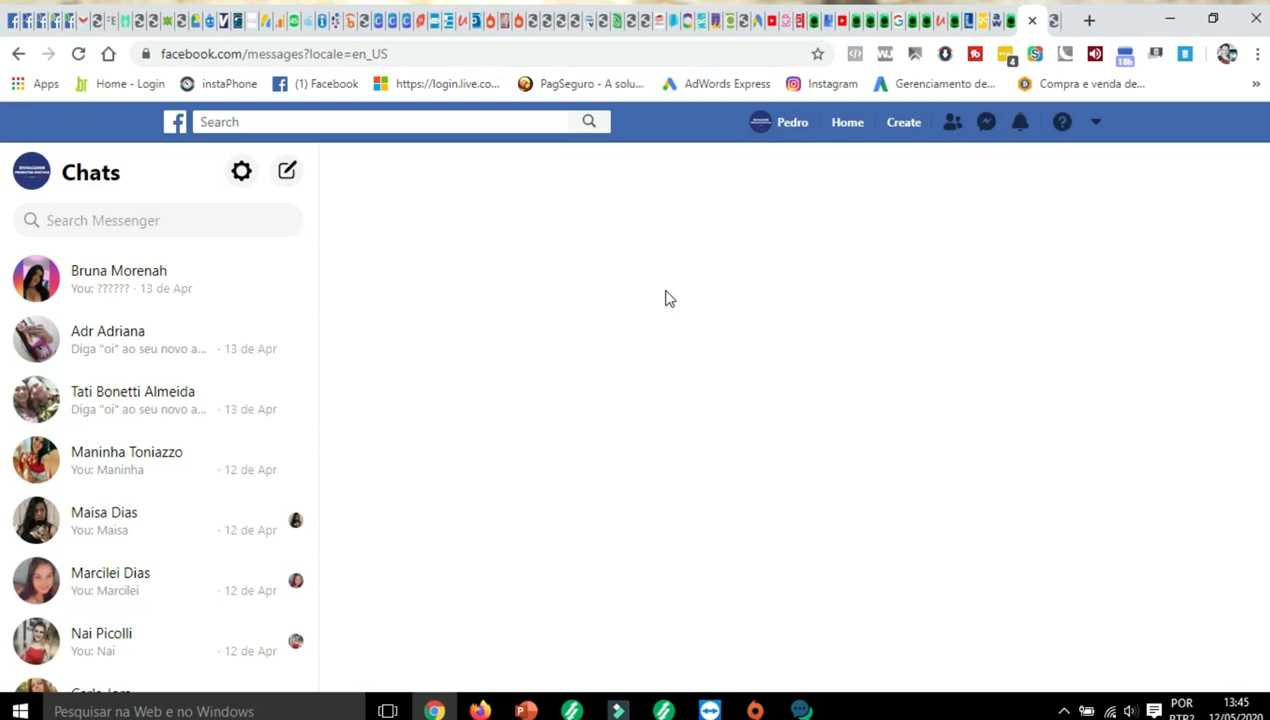 facebook.com/messages?locale=en_US
4
18h
Apps
Home - Login
instaPhone
(1) Facebook
https://login.live.co...
PagSeguro - A solu...
AdWords Express
Instagram
Gerenciamento de...
Compra e venda de...
»
Search
Pedro
Home
Create
Chats
Search Messenger
Bruna Morenah
You: ?????? · 13 de Apr
Adr Adriana
Diga "oi" ao seu novo a... · 13 de Apr
Tati Bonetti Almeida
Diga "oi" ao seu novo a... · 13 de Apr
Maninha Toniazzo
You: Maninha · 12 de Apr
Maisa Dias
You: Maisa · 12 de Apr
Marcilei Dias
You: Marcilei · 12 de Apr
Nai Picolli
You: Nai · 12 de Apr
Pesquisar na Web e no Windows
POR
PTB2
13:45
12/05/2020